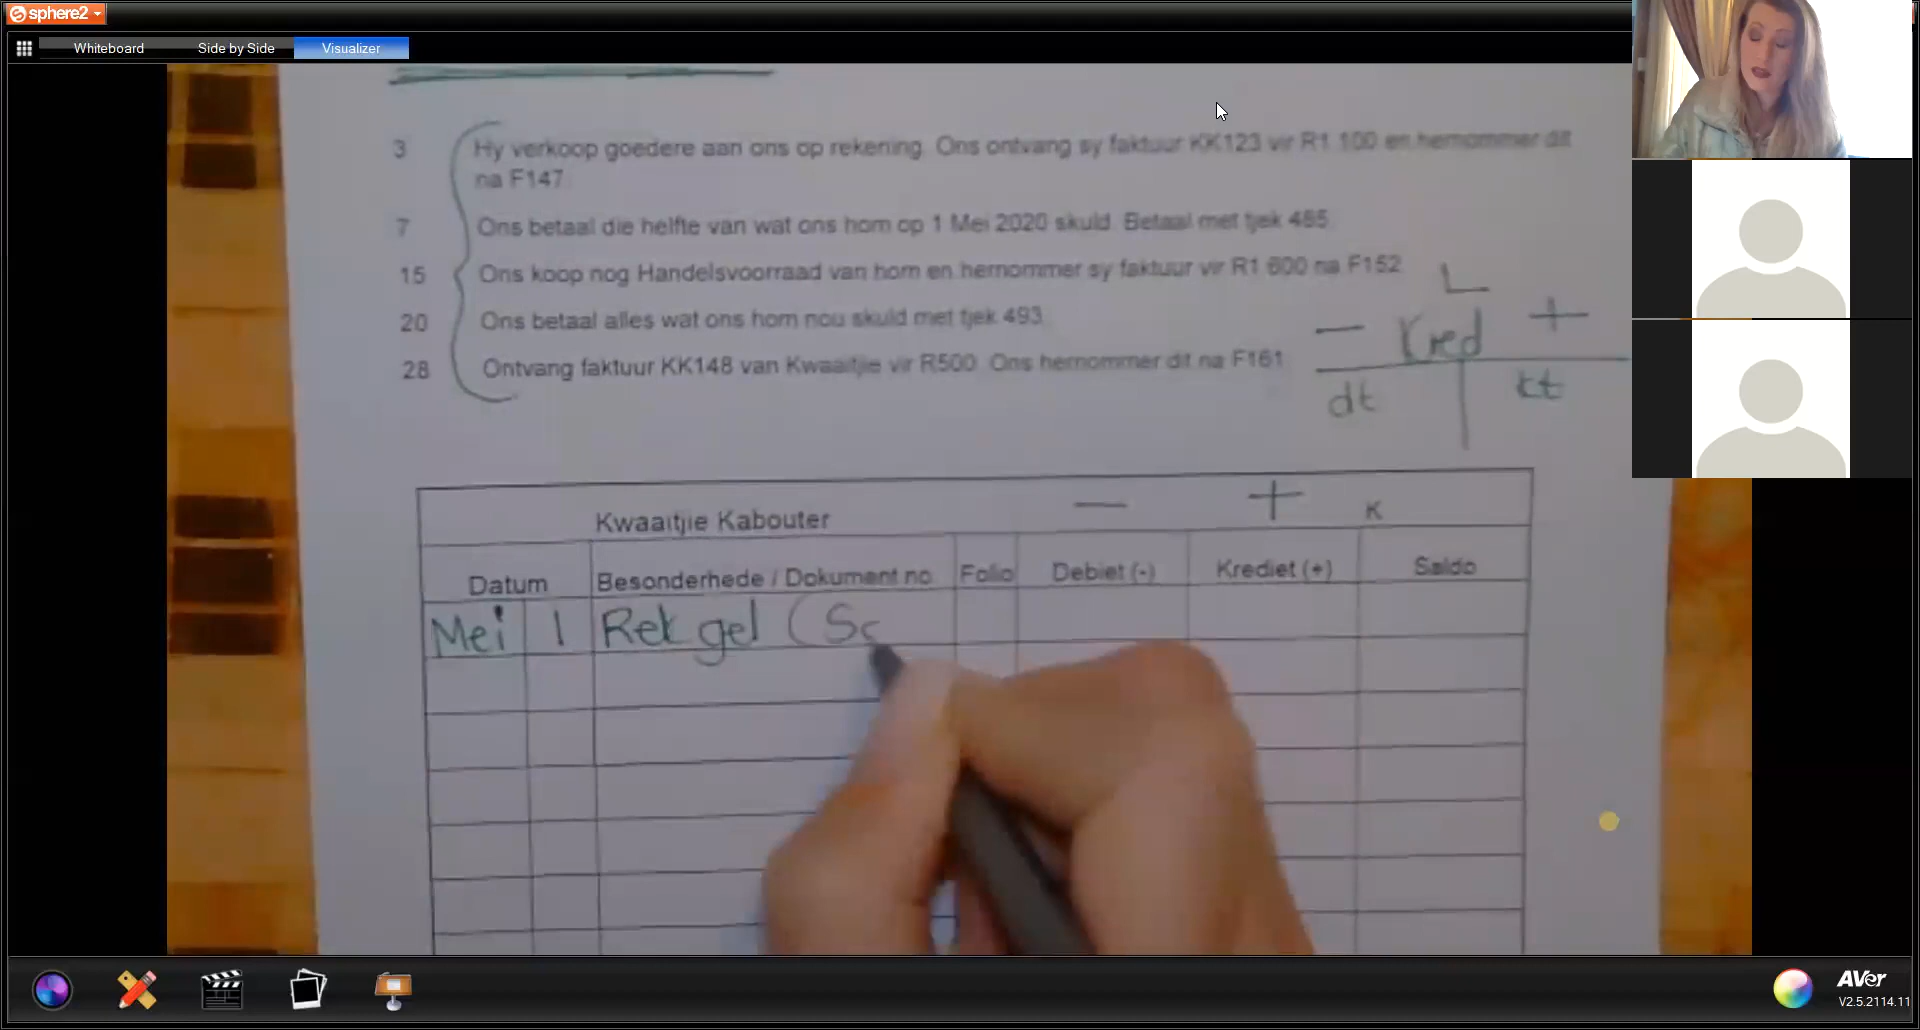 sphere2
Whiteboard Side by Side Visualizer
3 Hy verkoop goedere aan ons op rekening. Ons ontvang sy faktuur KK123 vir R1 100 en hernommer dit
na F147.
7 Ons betaal die helfte van wat ons hom op 1 Mei 2020 skuld. Betaal met tjek 485.
15 Ons koop nog Handelsvoorraad van hom en hernommer sy faktuur vir R1 600 na F152.
20 Ons betaal alles wat ons hom nou skuld met tjek 493.
28 Ontvang faktuur KK148 van Kwaaitjie vir R500. Ons hernommer dit na F161.
L
- Kred +
dt kt
Kwaaitjie Kabouter - + K
Datum Besonderhede / Dokument no Folio Debiet (-) Krediet (+) Saldo
Mei 1 Rek gel (Sa
AVer
V2.5.2114.11